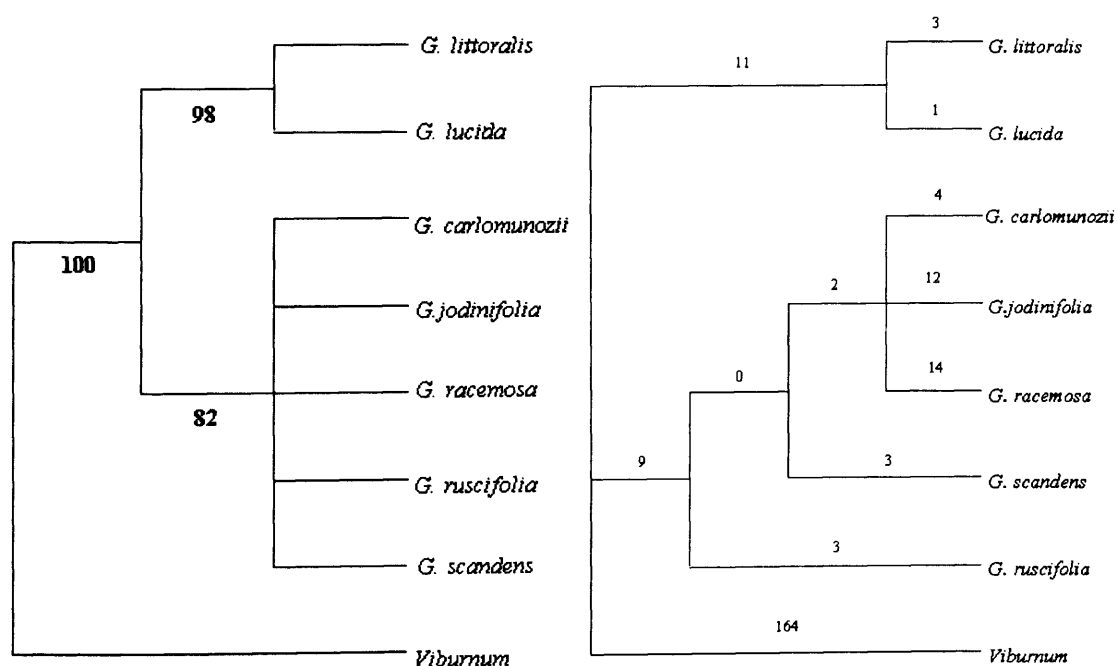 G. littoralis
98
G. lucida
G. carlomunozii
100
G.jodinifolia
G. racemosa
82
G. ruscifolia
G. scandens
Viburnum
3
G. littoralis
11
1
G. lucida
4
G. carlomunozii
2
12
G.jodinifolia
0
14
G. racemosa
9
3
G. scandens
3
G. ruscifolia
164
Viburnum